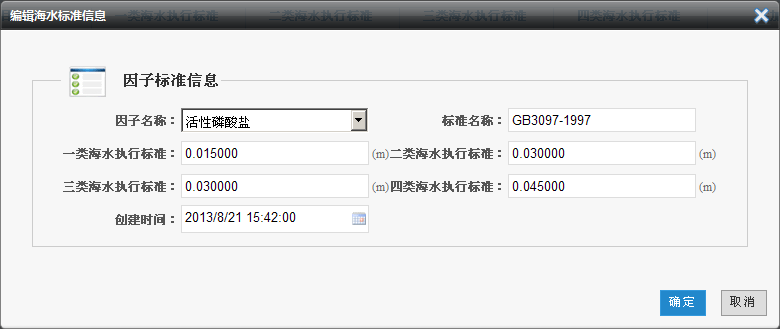 编辑海水标准信息
一类海水执行标准 二类海水执行标准 三类海水执行标准 四类海水执行标准
因子标准信息
因子名称： 活性磷酸盐 标准名称： GB3097-1997
一类海水执行标准： 0.015000 (m) 二类海水执行标准： 0.030000 (m)
三类海水执行标准： 0.030000 (m) 四类海水执行标准： 0.045000 (m)
创建时间： 2013/8/21 15:42:00
确定 取消